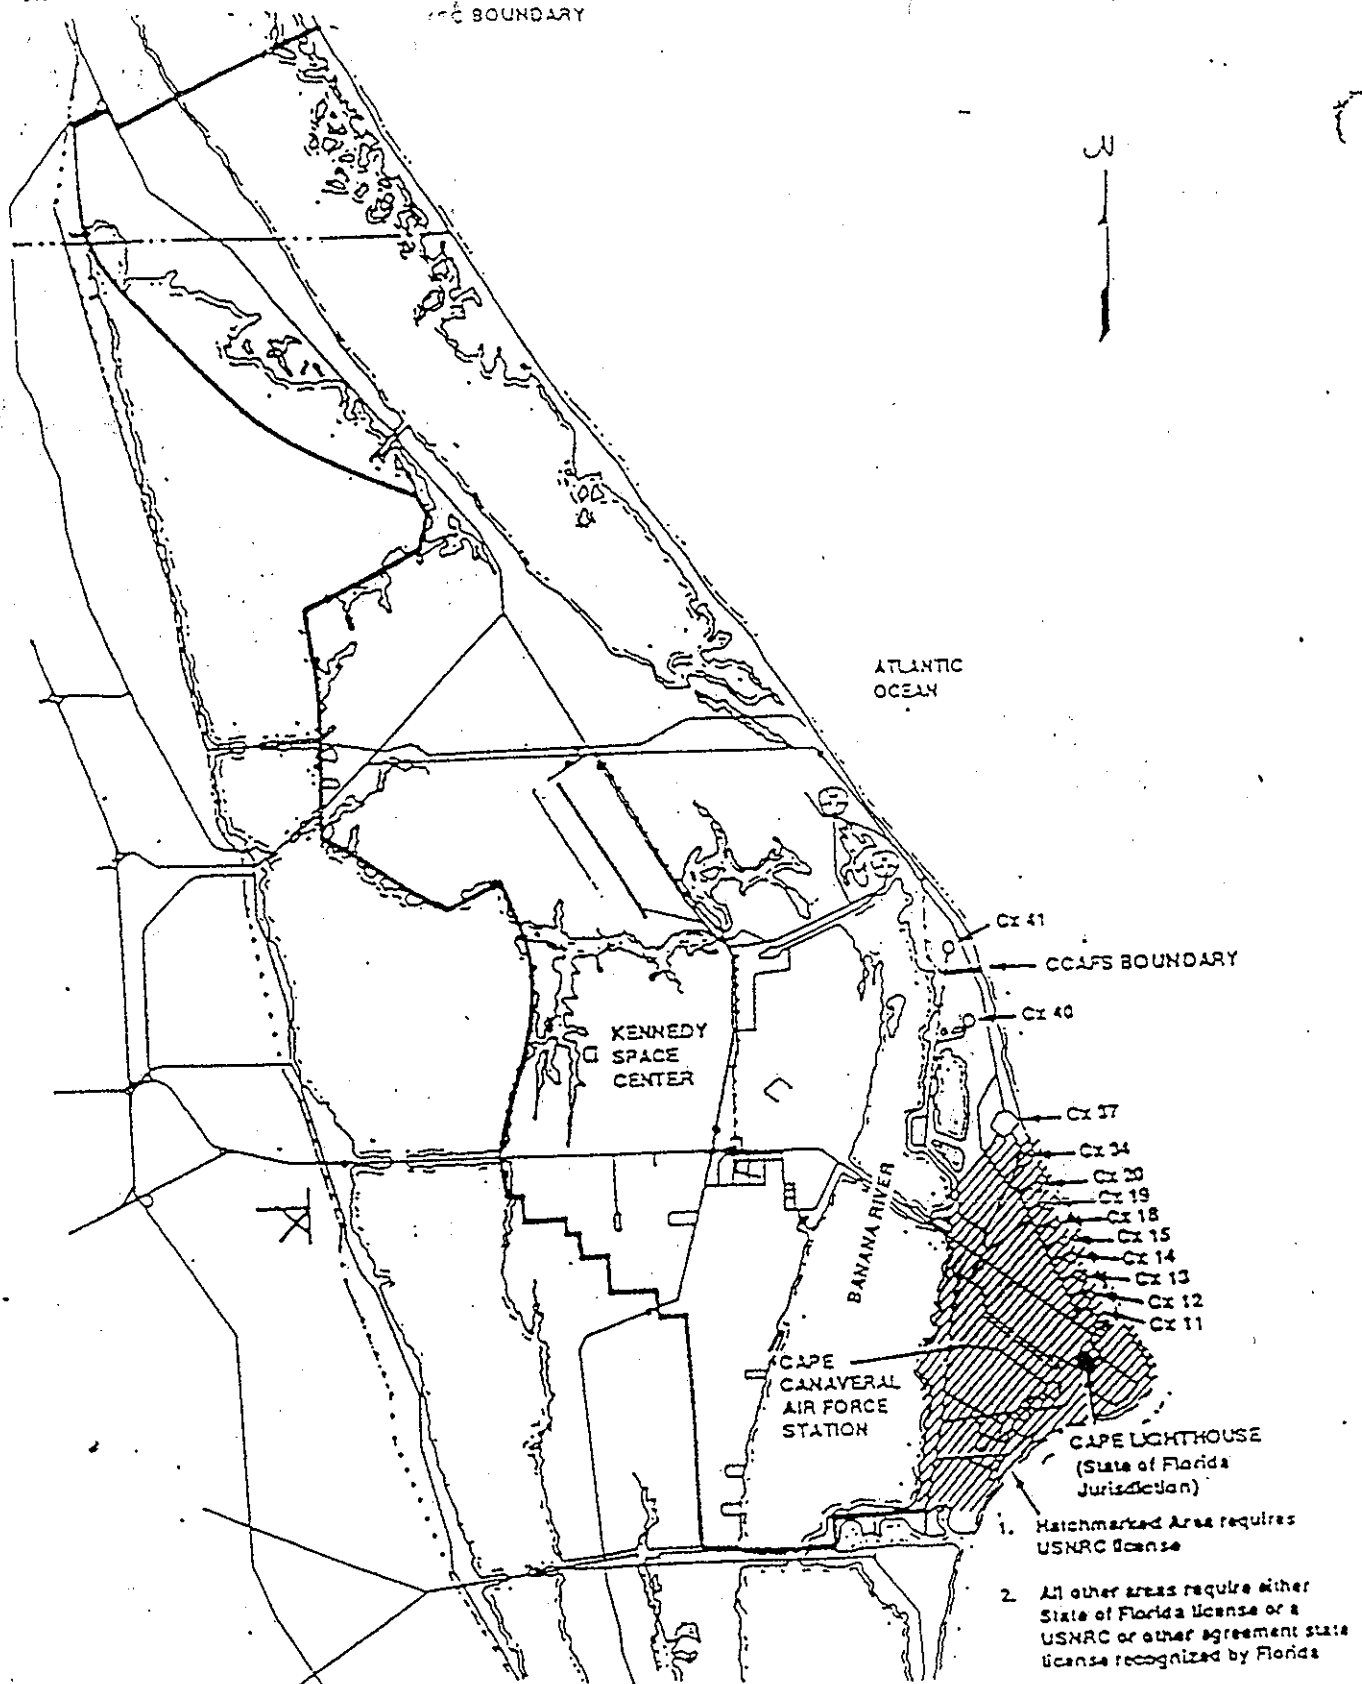 BOUNDARY
N
ATLANTIC
OCEAN
Cx 41
CCAFS BOUNDARY
Cx 40
KENNEDY
SPACE
CENTER
Cx 37
Cx 34
Cx 20
Cx 19
Cx 18
Cx 15
Cx 14
Cx 13
Cx 12
Cx 11
BANANA RIVER
CAPE
CANAVERAL
AIR FORCE
STATION
CAPE LIGHTHOUSE
(State of Florida
Jurisdiction)
1. Hatchmarked Area requires
USNRC license
2. All other areas require either
State of Florida license or a
USNRC or other agreement state
license recognized by Florida